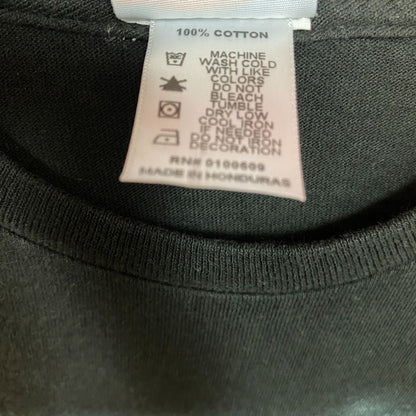 100% COTTON
MACHINE
WASH COLD
WITH LIKE
COLORS
DO NOT
BLEACH
TUMBLE
DRY LOW
COOL IRON
IF NEEDED
DO NOT IRON
DECORATION
RN# 0100609
MADE IN HONDURAS